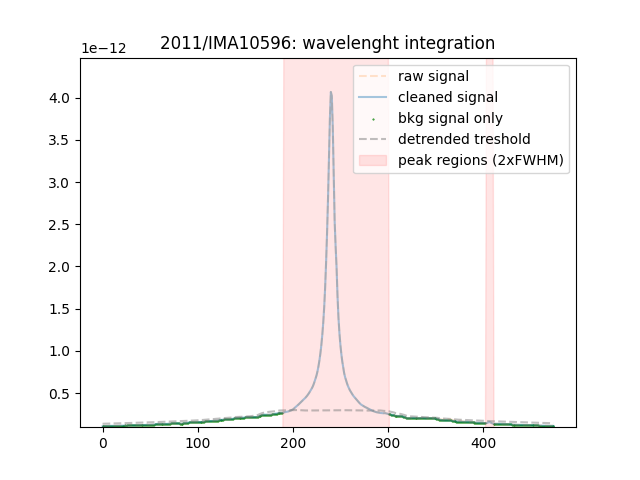 2011/IMA10596: wavelenght integration
1e−12
raw signal
cleaned signal
bkg signal only
detrended treshold
peak regions (2xFWHM)
4.0
3.5
3.0
2.5
2.0
1.5
1.0
0.5
0 100 200 300 400